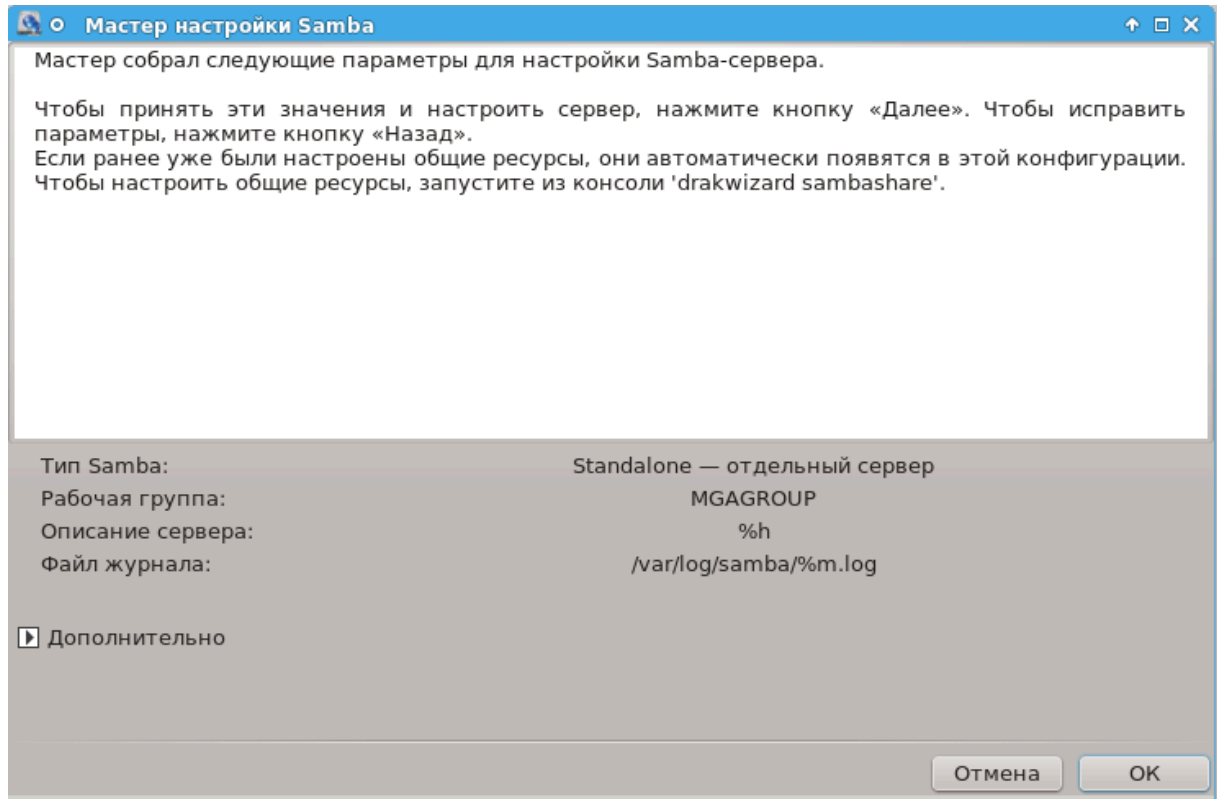 Мастер настройки Samba
Мастер собрал следующие параметры для настройки Samba-сервера.
Чтобы принять эти значения и настроить сервер, нажмите кнопку «Далее». Чтобы исправить
параметры, нажмите кнопку «Назад».
Если ранее уже были настроены общие ресурсы, они автоматически появятся в этой конфигурации.
Чтобы настроить общие ресурсы, запустите из консоли 'drakwizard sambashare'.
Тип Samba: Standalone — отдельный сервер
Рабочая группа: MGAGROUP
Описание сервера: %h
Файл журнала: /var/log/samba/%m.log
Дополнительно
Отмена OK